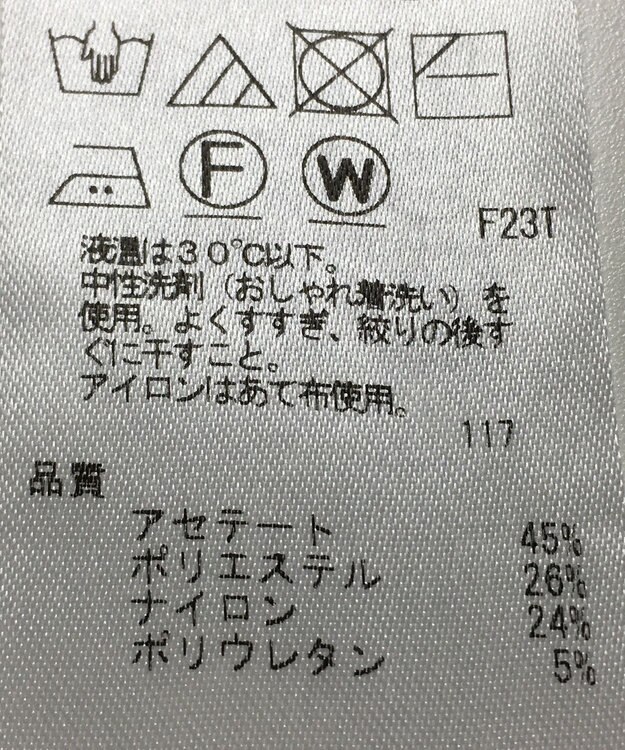 F W
F23T
液温は30℃以下。
中性洗剤（おしゃれ着洗い）を
使用。よくすすぎ、絞りの後す
ぐに干すこと。
アイロンはあて布使用。
117
品質
アセテート 45%
ポリエステル 26%
ナイロン 24%
ポリウレタン 5%